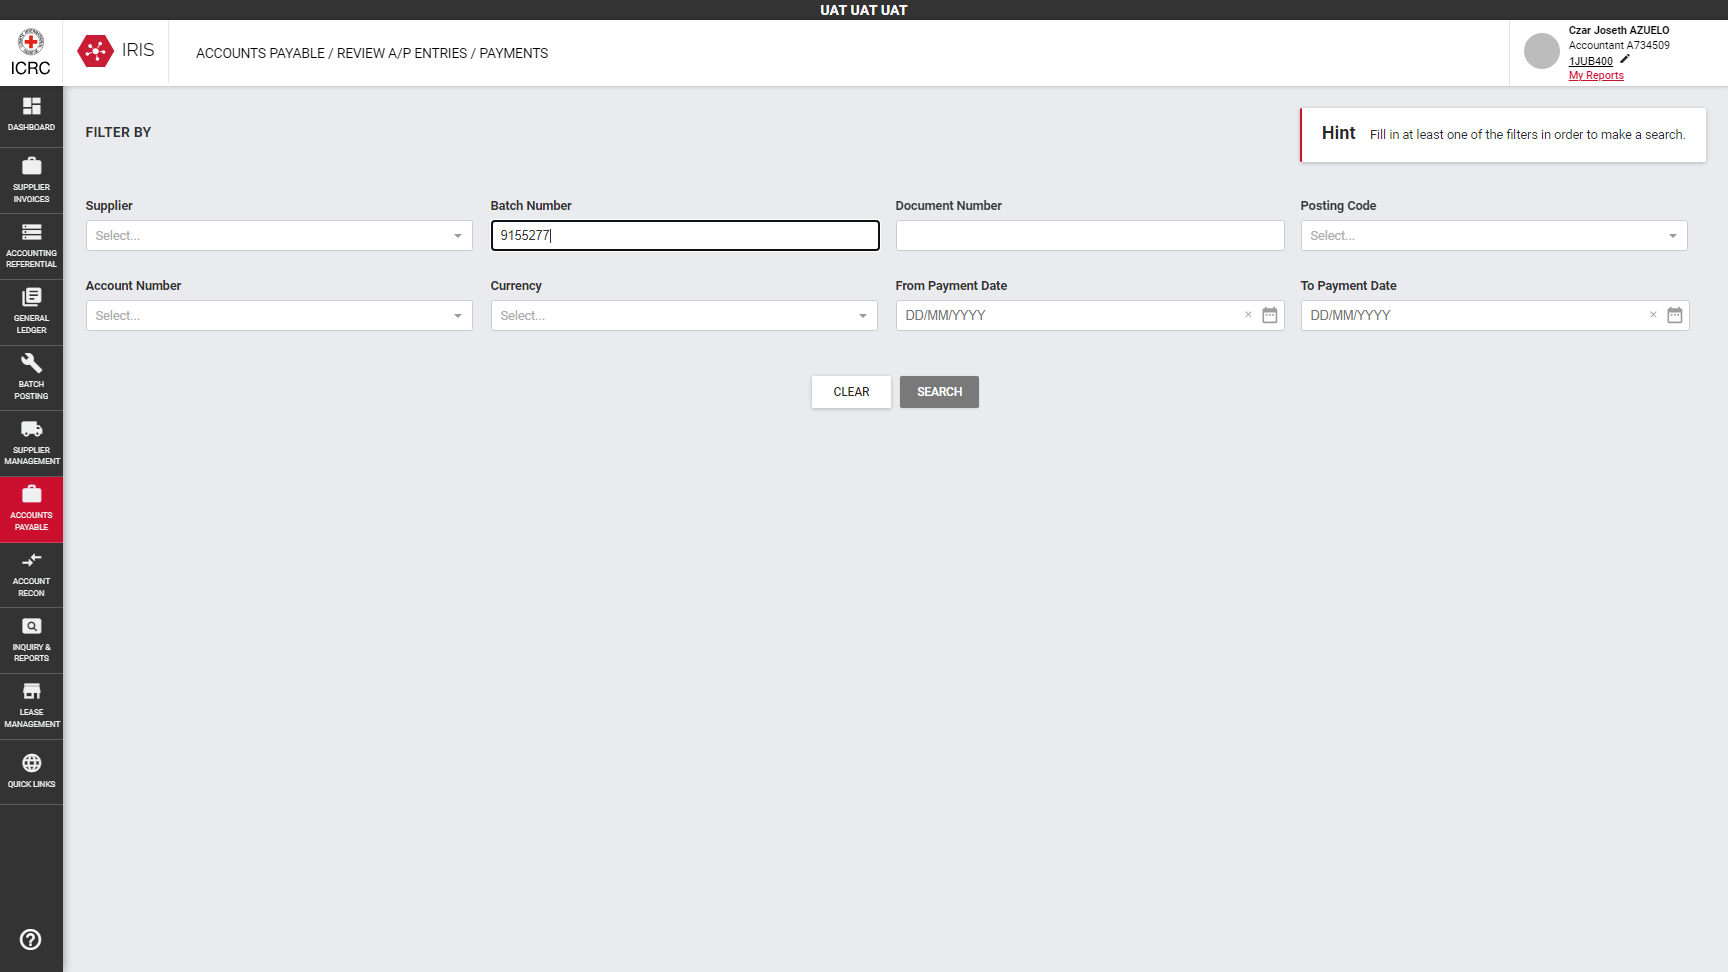 UAT UAT UAT
ICRC
IRIS
ACCOUNTS PAYABLE / REVIEW A/P ENTRIES / PAYMENTS
Czar Joseth AZUELO
Accountant A734509
1JUB400
My Reports
DASHBOARD
SUPPLIER
INVOICES
ACCOUNTING
REFERENTIAL
GENERAL
LEDGER
BATCH
POSTING
SUPPLIER
MANAGEMENT
ACCOUNTS
PAYABLE
ACCOUNT
RECON
INQUIRY &
REPORTS
LEASE
MANAGEMENT
QUICK LINKS
FILTER BY
Hint Fill in at least one of the filters in order to make a search.
Supplier Batch Number Document Number Posting Code
Select... 9155277 Select...
Account Number Currency From Payment Date To Payment Date
Select... Select... DD/MM/YYYY × DD/MM/YYYY ×
CLEAR SEARCH